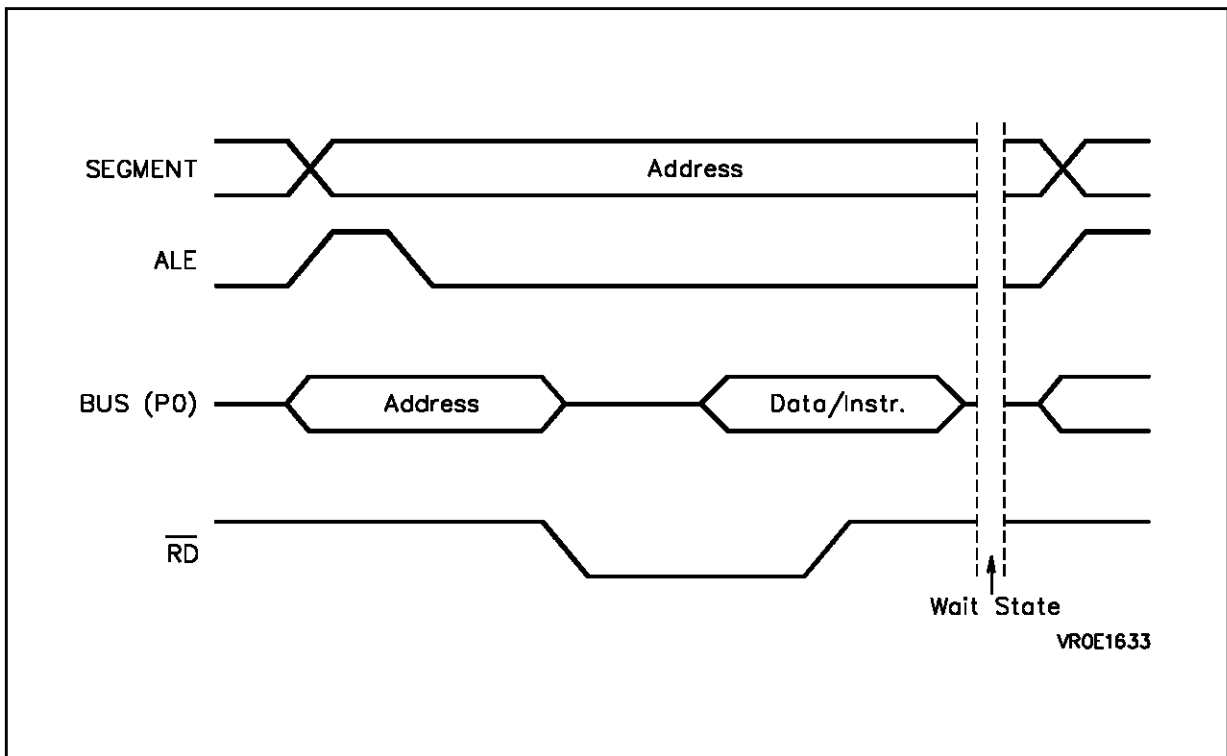 SEGMENT
Address
ALE
BUS (P0)
Address
Data/Instr.
RD
Wait State
VR0E1633